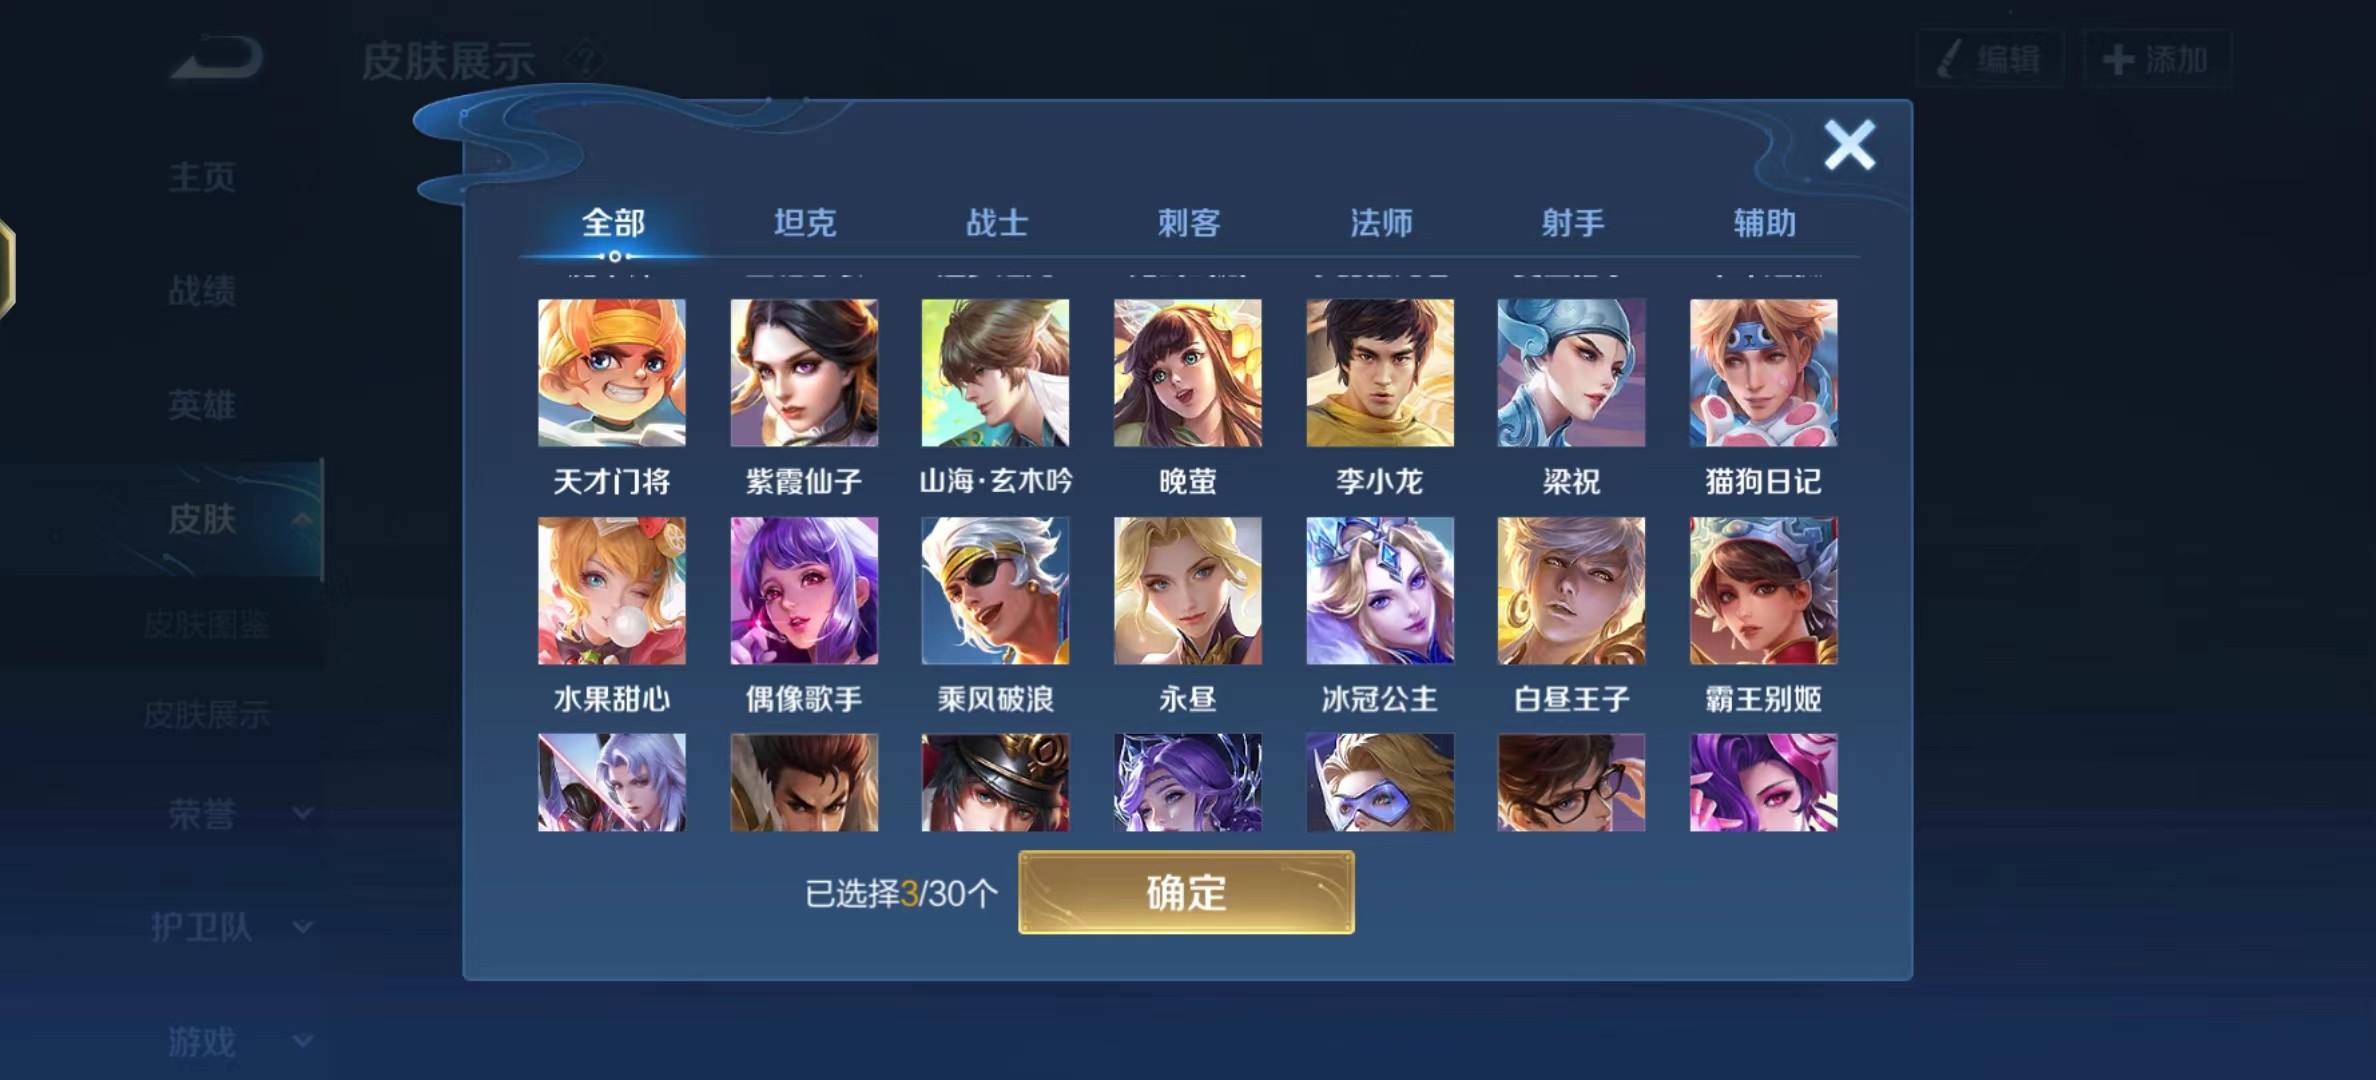 皮肤展示
?
编辑
添加
主页
战绩
英雄
皮肤
皮肤图鉴
皮肤展示
荣誉
护卫队
游戏
全部 坦克 战士 刺客 法师 射手 辅助
天才门将 紫霞仙子 山海·玄木吟 晚萤 李小龙 梁祝 猫狗日记
水果甜心 偶像歌手 乘风破浪 永昼 冰冠公主 白昼王子 霸王别姬
已选择3/30个
确定